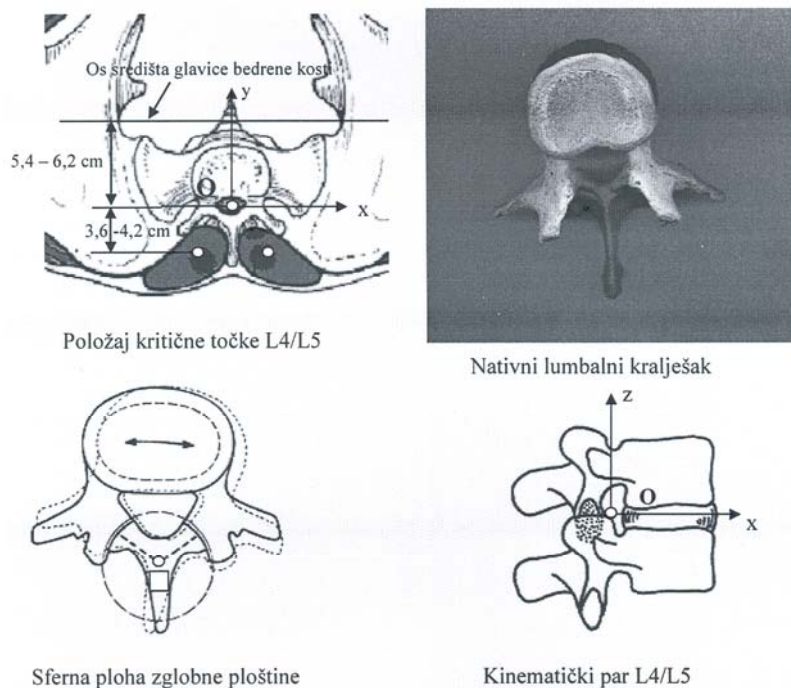 Os središta glavice bedrene kosti
y
5,4 – 6,2 cm
O
x
3,6 -4,2 cm
Položaj kritične točke L4/L5
Nativni lumbalni kralješak
Sferna ploha zglobne ploštine
z
O
x
Kinematički par L4/L5